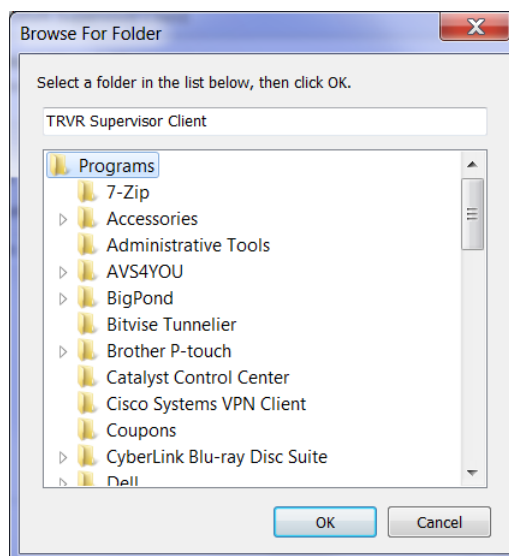 Browse For Folder
Select a folder in the list below, then click OK.
TRVR Supervisor Client
Programs
7-Zip
Accessories
Administrative Tools
AVS4YOU
BigPond
Bitvise Tunnelier
Brother P-touch
Catalyst Control Center
Cisco Systems VPN Client
Coupons
CyberLink Blu-ray Disc Suite
Dell
OK Cancel